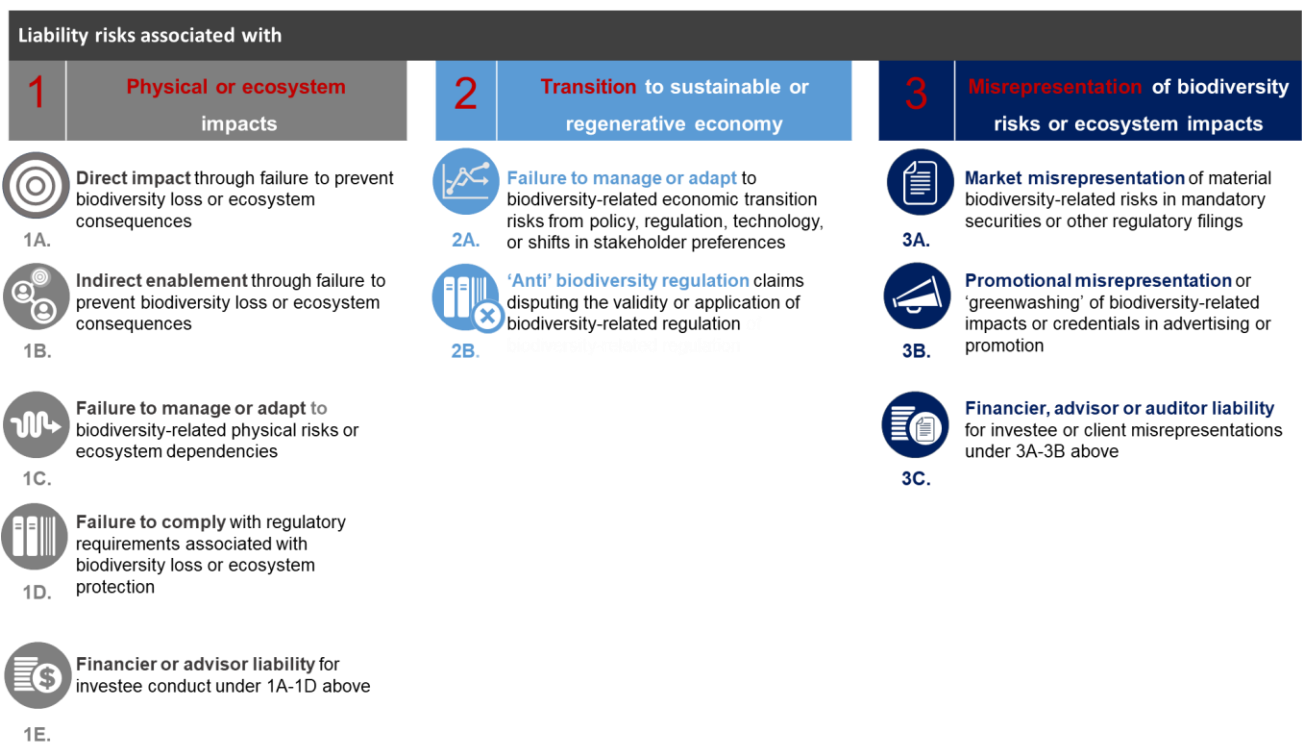 Liability risks associated with
1
Physical or ecosystem
impacts
1A.
Direct impact through failure to prevent
biodiversity loss or ecosystem
consequences
1B.
Indirect enablement through failure to
prevent biodiversity loss or ecosystem
consequences
1C.
Failure to manage or adapt to
biodiversity-related physical risks or
ecosystem dependencies
1D.
Failure to comply with regulatory
requirements associated with
biodiversity loss or ecosystem
protection
1E.
Financier or advisor liability for
investee conduct under 1A-1D above
2
Transition to sustainable or
regenerative economy
2A.
Failure to manage or adapt to
biodiversity-related economic transition
risks from policy, regulation, technology,
or shifts in stakeholder preferences
2B.
‘Anti’ biodiversity regulation claims
disputing the validity or application of
biodiversity-related regulation
3
Misrepresentation of biodiversity
risks or ecosystem impacts
3A.
Market misrepresentation of material
biodiversity-related risks in mandatory
securities or other regulatory filings
3B.
Promotional misrepresentation or
‘greenwashing’ of biodiversity-related
impacts or credentials in advertising or
promotion
3C.
Financier, advisor or auditor liability
for investee or client misrepresentations
under 3A-3B above